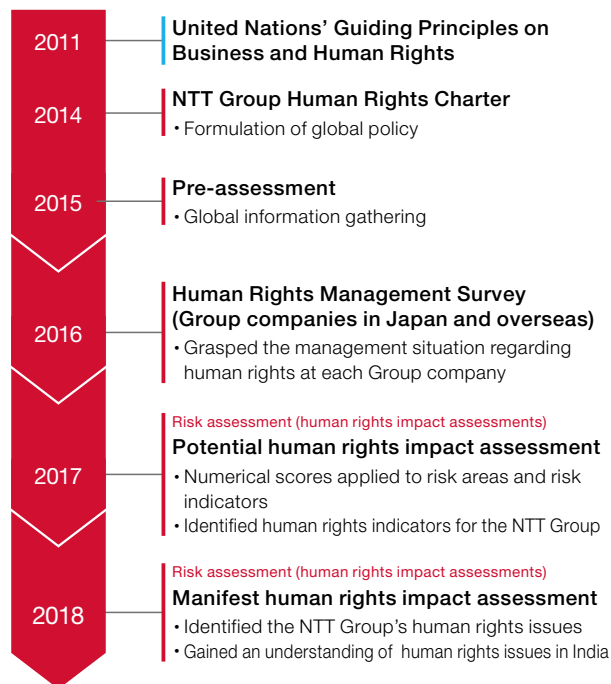 2011
United Nations' Guiding Principles on
Business and Human Rights
2014
NTT Group Human Rights Charter
・Formulation of global policy
2015
Pre-assessment
・Global information gathering
2016
Human Rights Management Survey
(Group companies in Japan and overseas)
・Grasped the management situation regarding
human rights at each Group company
2017
Risk assessment (human rights impact assessments)
Potential human rights impact assessment
・Numerical scores applied to risk areas and risk
indicators
・Identified human rights indicators for the NTT Group
2018
Risk assessment (human rights impact assessments)
Manifest human rights impact assessment
・Identified the NTT Group's human rights issues
・Gained an understanding of human rights issues in India